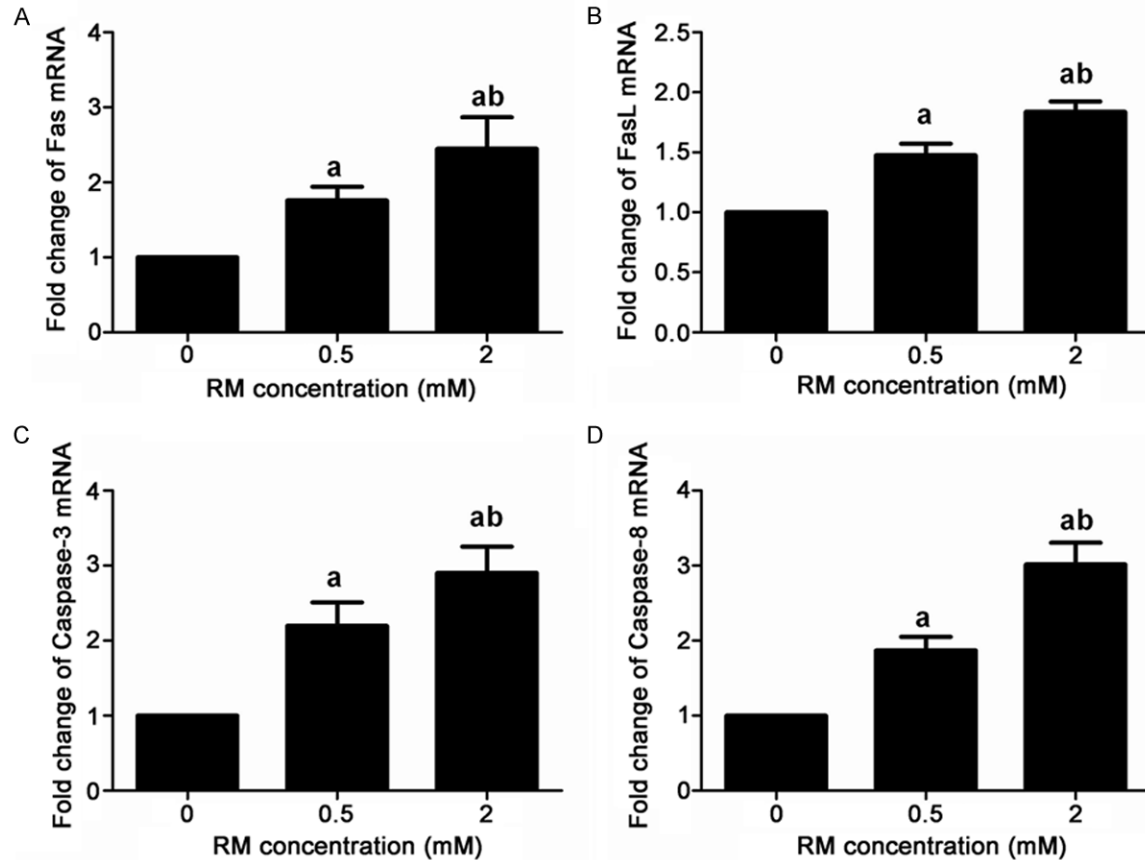 A
Fold change of Fas mRNA
4
3
2
1
0
a
ab
0 0.5 2
RM concentration (mM)
B
Fold change of FasL mRNA
2.5
2.0
1.5
1.0
0.5
0.0
a
ab
0 0.5 2
RM concentration (mM)
C
Fold change of Caspase-3 mRNA
4
3
2
1
0
a
ab
0 0.5 2
RM concentration (mM)
D
Fold change of Caspase-8 mRNA
4
3
2
1
0
a
ab
0 0.5 2
RM concentration (mM)